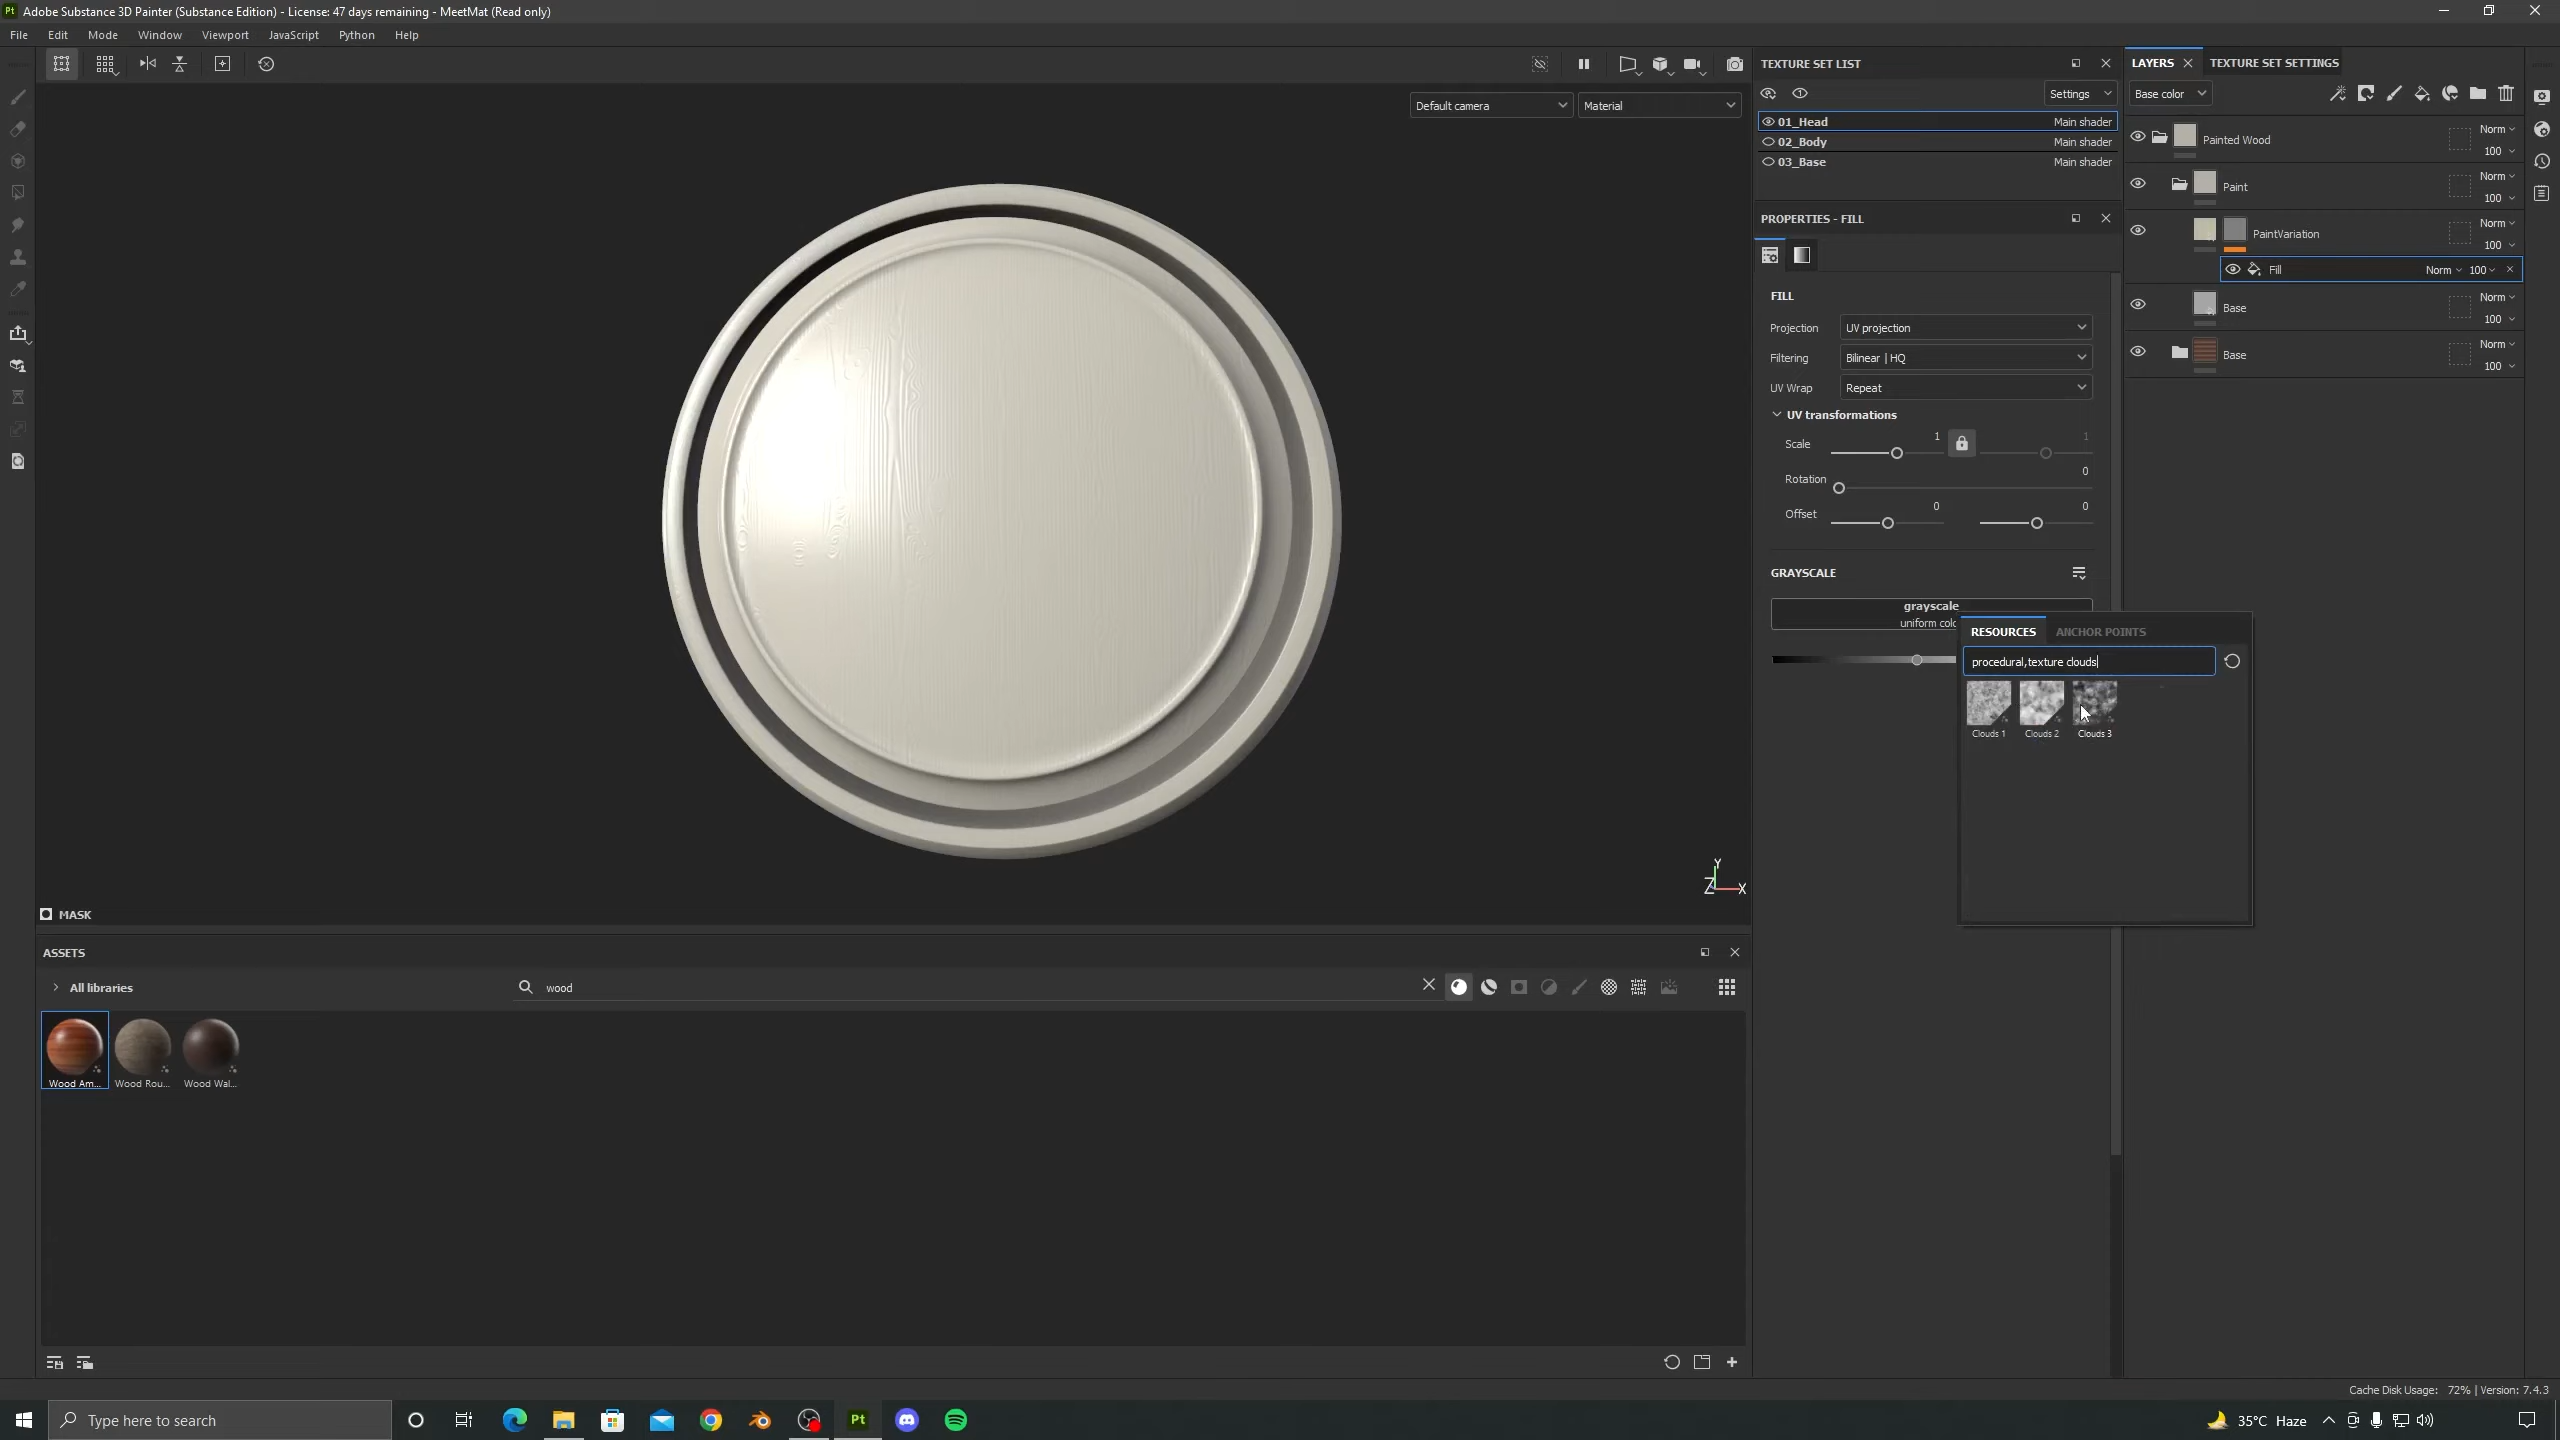 Pt Adobe Substance 3D Painter (Substance Edition) - License: 47 days remaining - MeetMat (Read only)
File Edit Mode Window Viewport JavaScript Python Help
Default camera Material
TEXTURE SET LIST
Settings
01_Head Main shader
02_Body Main shader
03_Base Main shader
PROPERTIES - FILL
FILL
Projection UV projection
Filtering Bilinear | HQ
UV Wrap Repeat
UV transformations
Scale 1 1
Rotation 0
Offset 0 0
GRAYSCALE
grayscale
uniform colo
RESOURCES ANCHOR POINTS
procedural,texture clouds
Clouds 1 Clouds 2 Clouds 3
LAYERS TEXTURE SET SETTINGS
Base color
Painted Wood Norm 100
Paint Norm 100
PaintVariation Norm 100
Fill Norm 100
Base Norm 100
Base Norm 100
Y
Z X
MASK
ASSETS
All libraries wood
Wood Am... Wood Rou... Wood Wal...
Cache Disk Usage: 72% | Version: 7.4.3
Type here to search Pt 35°C Haze